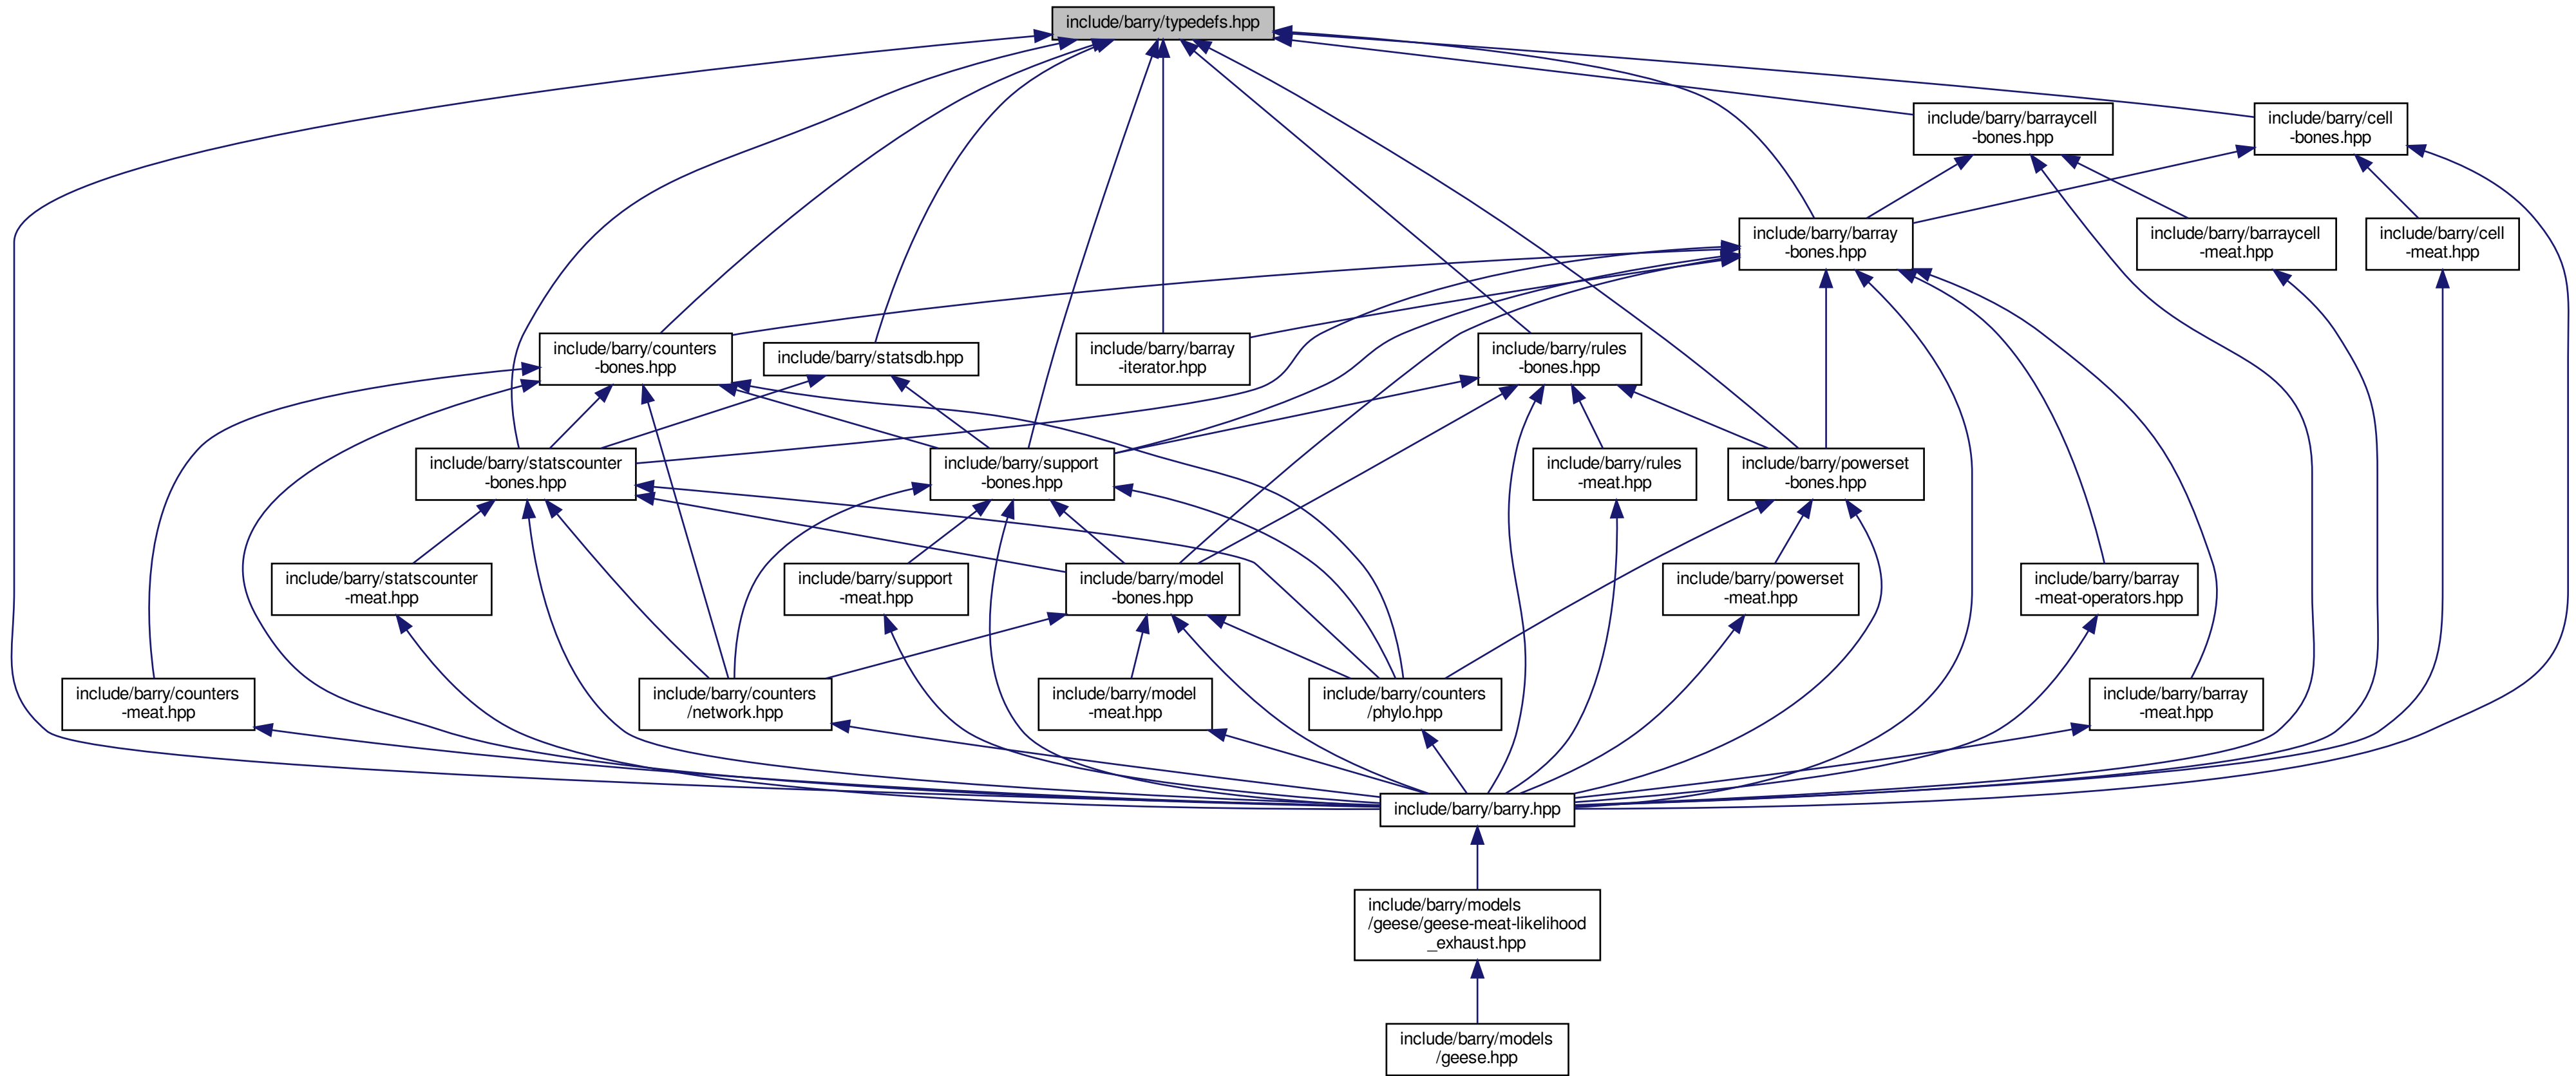 include/barry/typedefs.hpp
include/barry/barraycell
-bones.hpp
include/barry/cell
-bones.hpp
include/barry/barray
-bones.hpp
include/barry/barraycell
-meat.hpp
include/barry/cell
-meat.hpp
include/barry/counters
-bones.hpp
include/barry/statsdb.hpp
include/barry/barray
-iterator.hpp
include/barry/rules
-bones.hpp
include/barry/statscounter
-bones.hpp
include/barry/support
-bones.hpp
include/barry/rules
-meat.hpp
include/barry/powerset
-bones.hpp
include/barry/statscounter
-meat.hpp
include/barry/support
-meat.hpp
include/barry/model
-bones.hpp
include/barry/powerset
-meat.hpp
include/barry/barray
-meat-operators.hpp
include/barry/counters
-meat.hpp
include/barry/counters
/network.hpp
include/barry/model
-meat.hpp
include/barry/counters
/phylo.hpp
include/barry/barray
-meat.hpp
include/barry/barry.hpp
include/barry/models
/geese/geese-meat-likelihood
_exhaust.hpp
include/barry/models
/geese.hpp